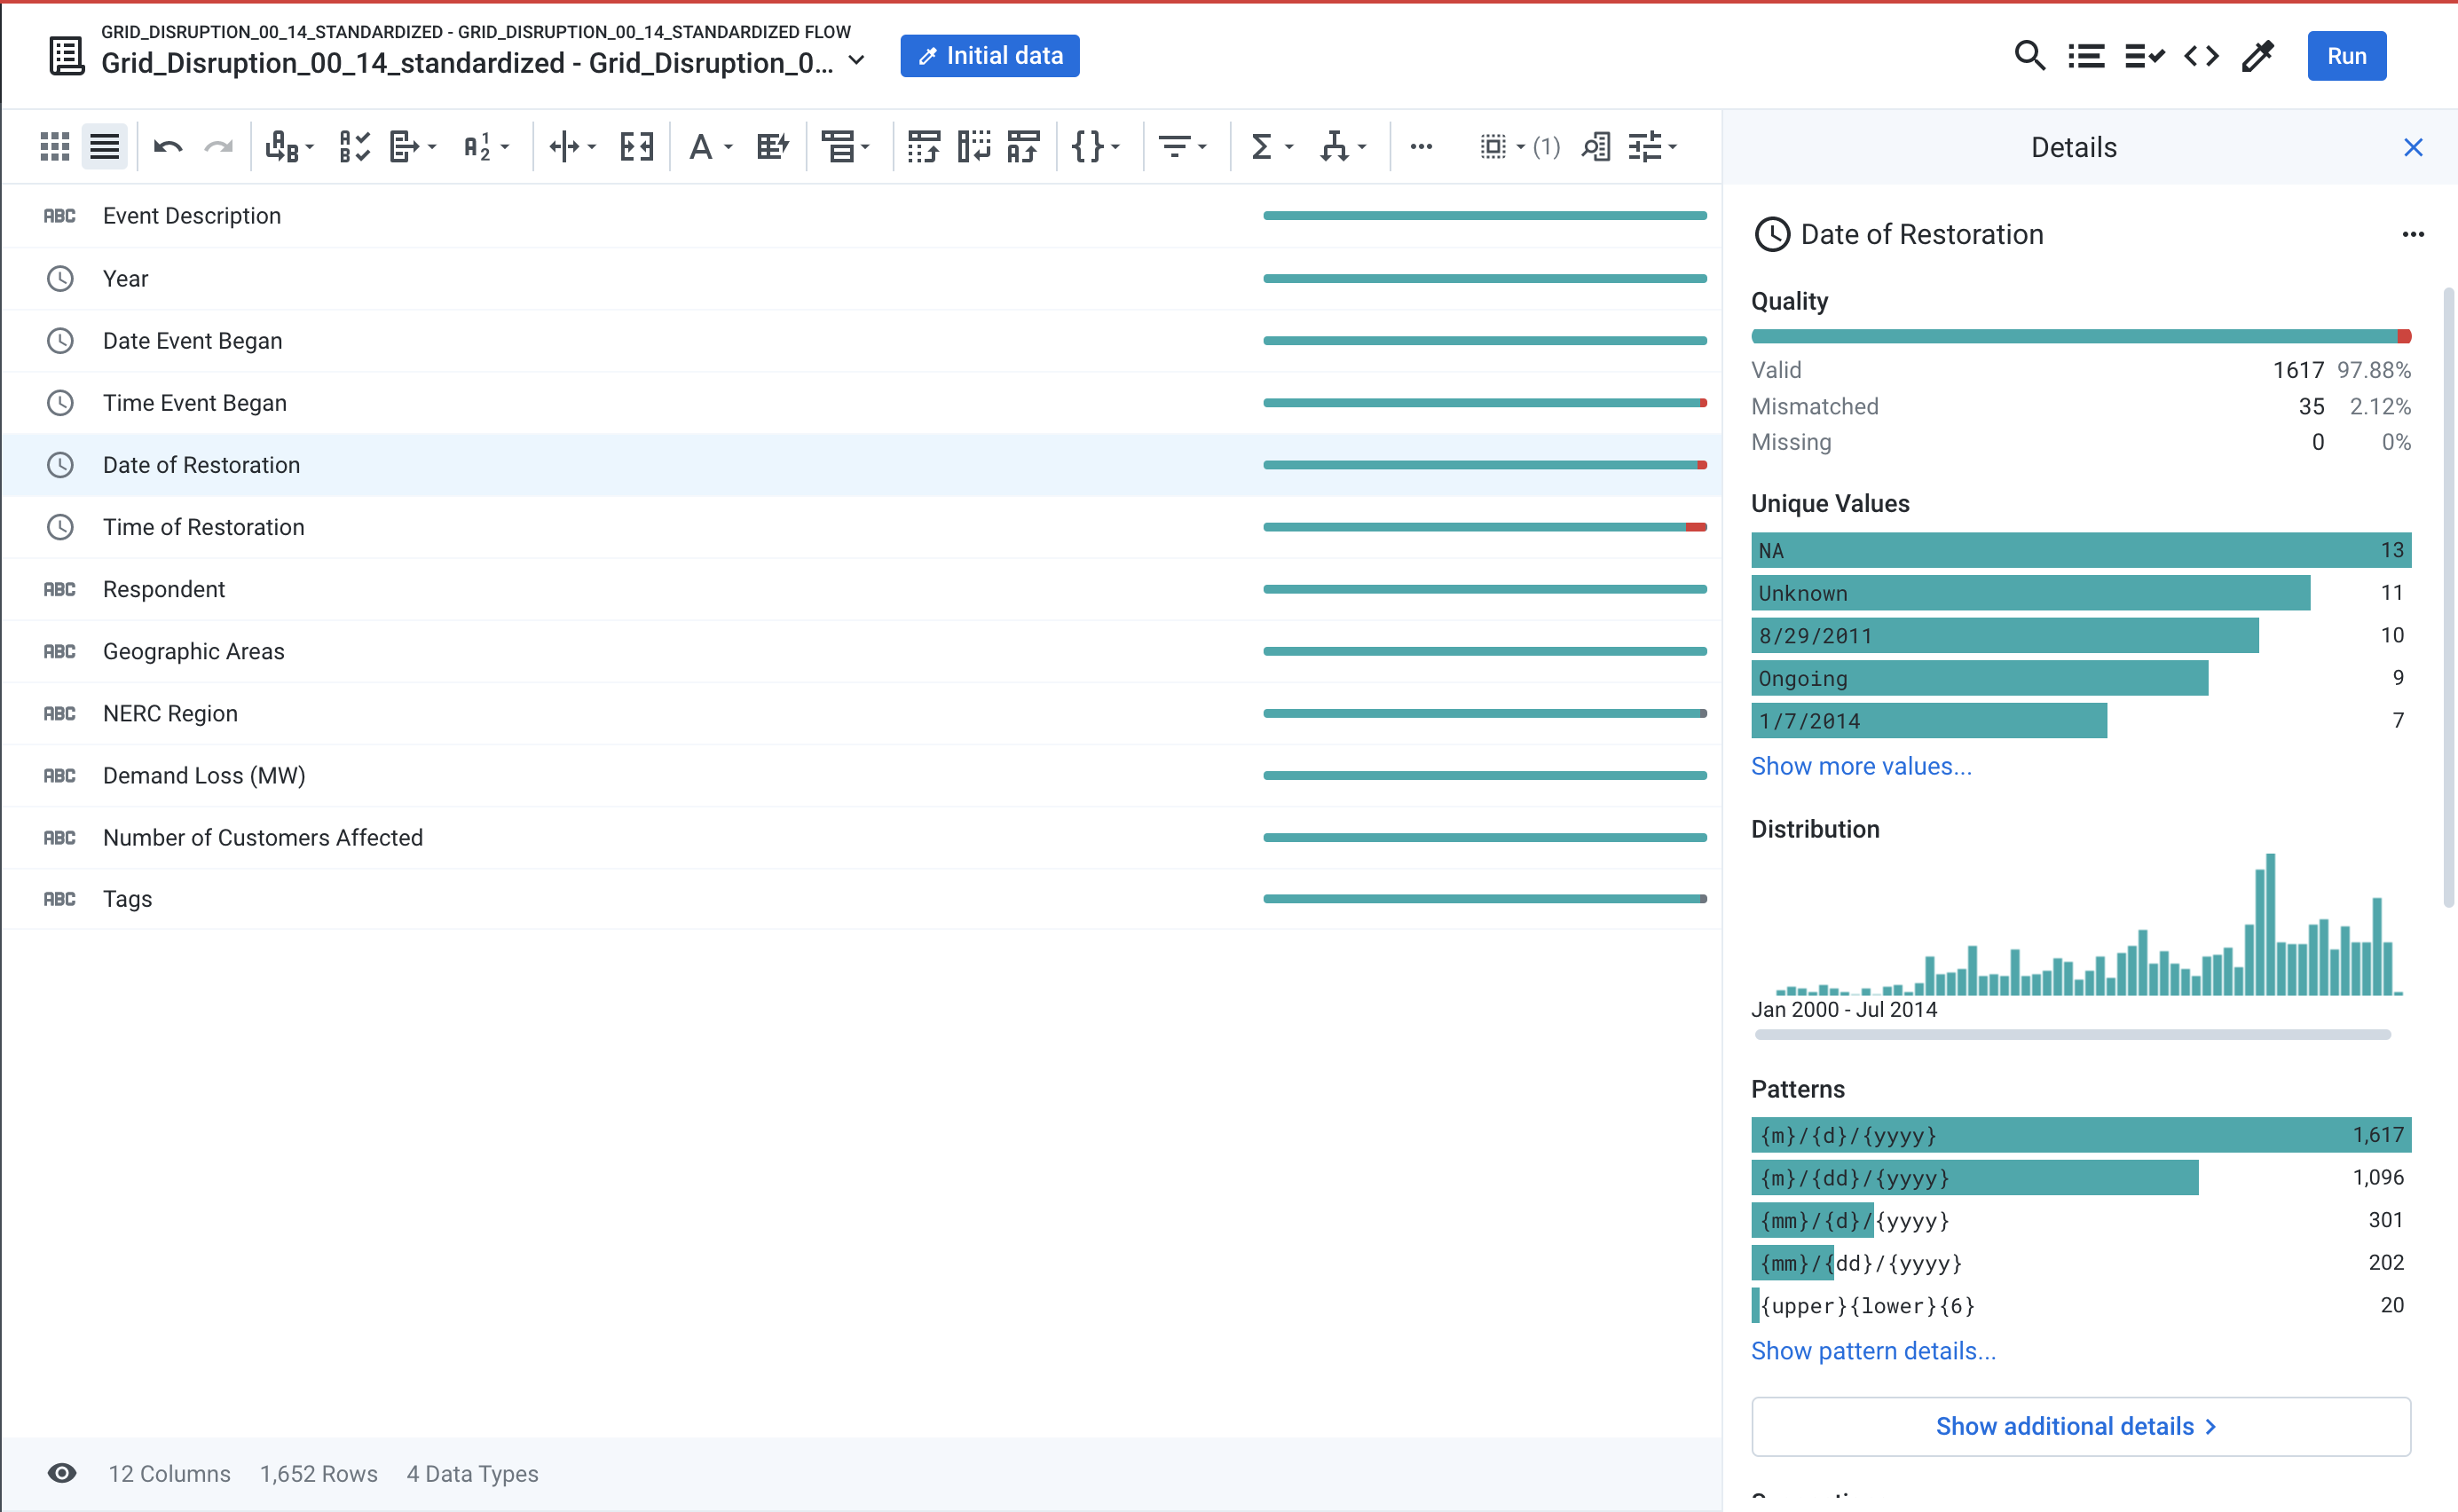 GRID_DISRUPTION_00_14_STANDARDIZED - GRID_DISRUPTION_00_14_STANDARDIZED FLOW
Grid_Disruption_00_14_standardized - Grid_Disruption_0...
Initial data
Run
(1)
Details
ABC Event Description
Year
Date Event Began
Time Event Began
Date of Restoration
Time of Restoration
ABC Respondent
ABC Geographic Areas
ABC NERC Region
ABC Demand Loss (MW)
ABC Number of Customers Affected
ABC Tags
12 Columns 1,652 Rows 4 Data Types
Date of Restoration
Quality
Valid 1617 97.88%
Mismatched 35 2.12%
Missing 0 0%
Unique Values
NA 13
Unknown 11
8/29/2011 10
Ongoing 9
1/7/2014 7
Show more values...
Distribution
Jan 2000 - Jul 2014
Patterns
{m}/{d}/{yyyy} 1,617
{m}/{dd}/{yyyy} 1,096
{mm}/{d}/{yyyy} 301
{mm}/{dd}/{yyyy} 202
{upper}{lower}{6} 20
Show pattern details...
Show additional details